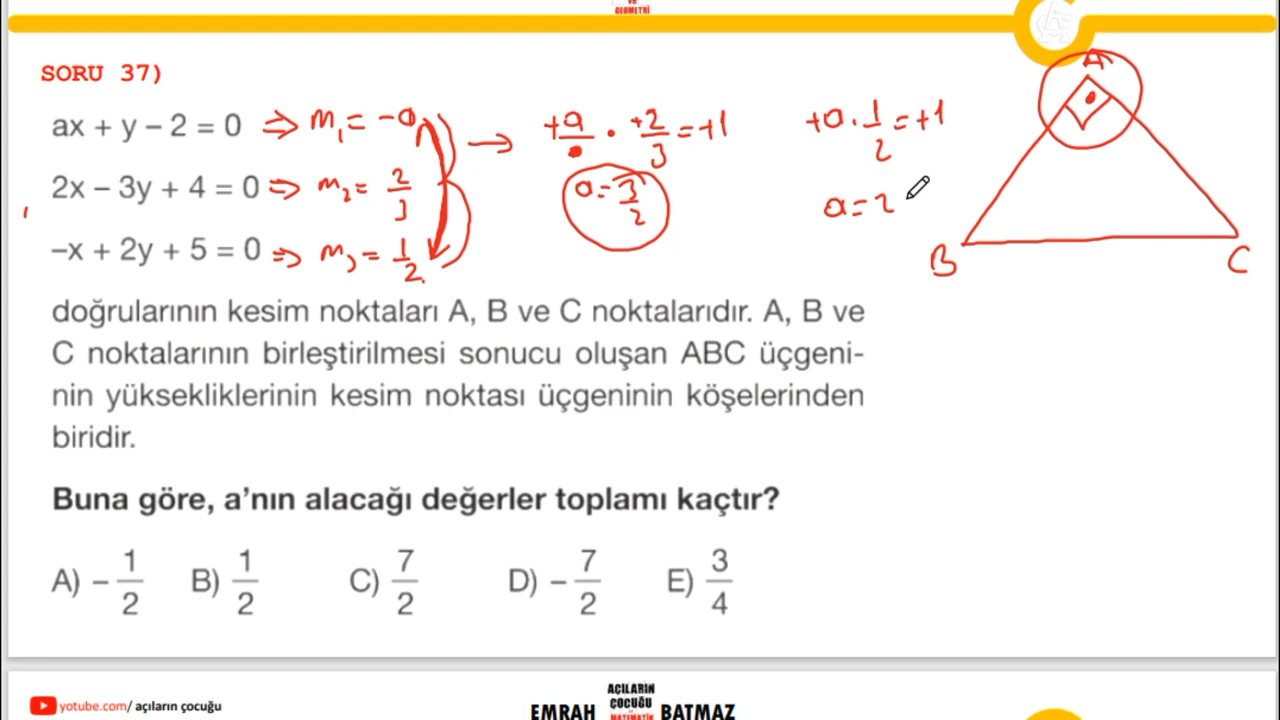 VE
GEOMETRİ
SORU 37)
ax + y – 2 = 0 ⇒ m₁ = –a → +a/• · +2/3 = +1 +a · 1/2 = +1
2x – 3y + 4 = 0 ⇒ m₂ = 2/3 a = 3/2 a = 2
–x + 2y + 5 = 0 ⇒ m₃ = 1/2
A
B
C
doğrularının kesim noktaları A, B ve C noktalarıdır. A, B ve
C noktalarının birleştirilmesi sonucu oluşan ABC üçgeni-
nin yüksekliklerinin kesim noktası üçgeninin köşelerinden
biridir.
Buna göre, a’nın alacağı değerler toplamı kaçtır?
A) – 1/2 B) 1/2 C) 7/2 D) – 7/2 E) 3/4
yotube.com/ açıların çocuğu
EMRAH
AÇILARIN
ÇOCUĞU
MATEMATİK
BATMAZ